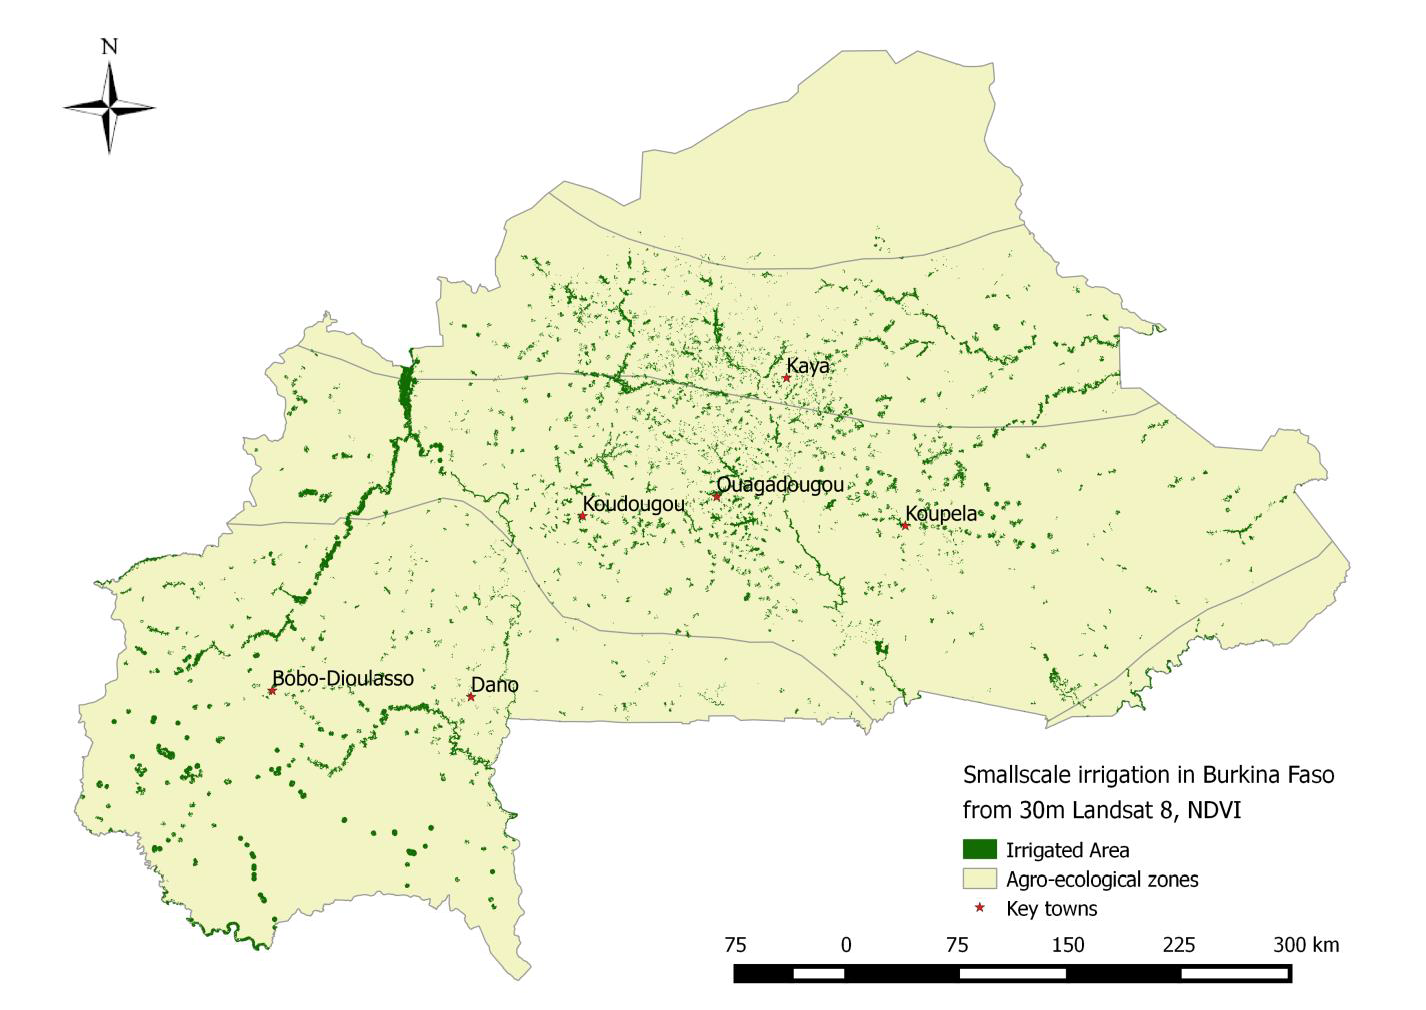 N
Kaya
Ouagadougou
Koudougou
Koupela
Bobo-Dioulasso
Dano
Smallscale irrigation in Burkina Faso
from 30m Landsat 8, NDVI
Irrigated Area
Agro-ecological zones
Key towns
75 0 75 150 225 300 km